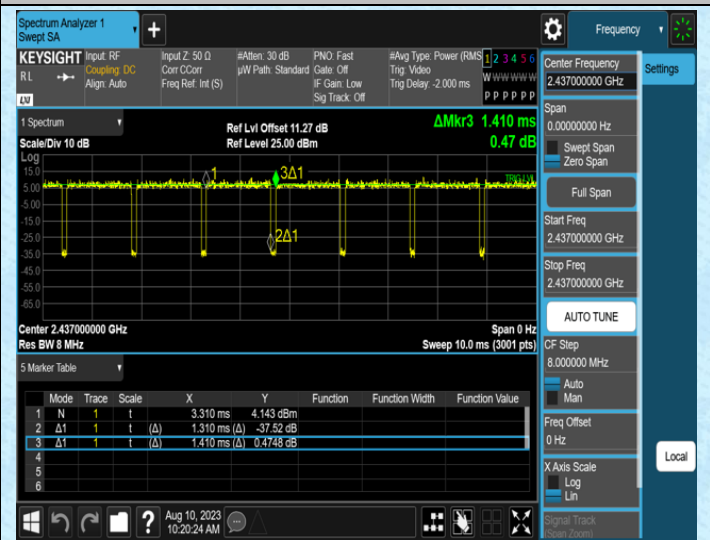 Spectrum Analyzer 1
Swept SA
Frequency
KEYSIGHT
RL
LXI
Input: RF
Coupling: DC
Align: Auto
Input Z: 50 Ω
Corr CCorr
Freq Ref: Int (S)
#Atten: 30 dB
µW Path: Standard
PNO: Fast
Gate: Off
IF Gain: Low
Sig Track: Off
#Avg Type: Power (RMS
Trig: Video
Trig Delay: -2.000 ms
1 2 3 4 5 6
W W W W W W
P P P P P P
1 Spectrum
Scale/Div 10 dB
Ref Lvl Offset 11.27 dB
Ref Level 25.00 dBm
ΔMkr3 1.410 ms
0.47 dB
Log
15.0
5.00
-5.00
-15.0
-25.0
-35.0
-45.0
-55.0
-65.0
1
3Δ1
2Δ1
TRIG LVL
Center 2.437000000 GHz
Res BW 8 MHz
Span 0 Hz
Sweep 10.0 ms (3001 pts)
5 Marker Table
Mode Trace Scale X Y Function Function Width Function Value
1 N 1 t 3.310 ms 4.143 dBm
2 Δ1 1 t (Δ) 1.310 ms (Δ) -37.52 dB
3 Δ1 1 t (Δ) 1.410 ms (Δ) 0.4748 dB
4
5
6
Aug 10, 2023
10:20:24 AM
Center Frequency
2.437000000 GHz
Span
0.00000000 Hz
Swept Span
Zero Span
Full Span
Start Freq
2.437000000 GHz
Stop Freq
2.437000000 GHz
AUTO TUNE
CF Step
8.000000 MHz
Auto
Man
Freq Offset
0 Hz
X Axis Scale
Log
Lin
Signal Track
(Span Zoom)
Settings
Local